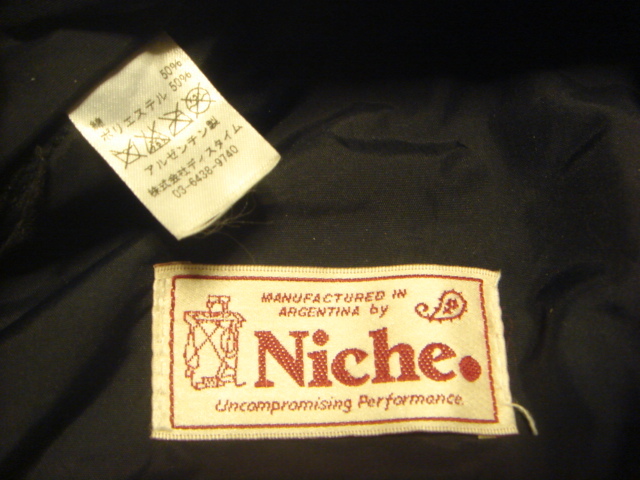 綿 50%
ポリエステル 50%
アルゼンチン製
株式会社ディスタイム
03-6438-9740
MANUFACTURED IN
ARGENTINA by
Niche.
Uncompromising Performance.